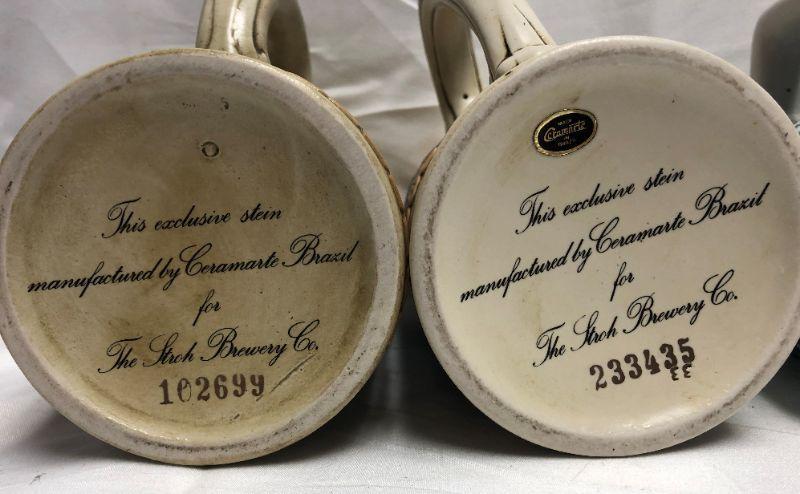 This exclusive stein
manufactured by Ceramarte Brazil
for
The Stroh Brewery Co.
102699
Ceramarte
This exclusive stein
manufactured by Ceramarte Brazil
for
The Stroh Brewery Co.
233435